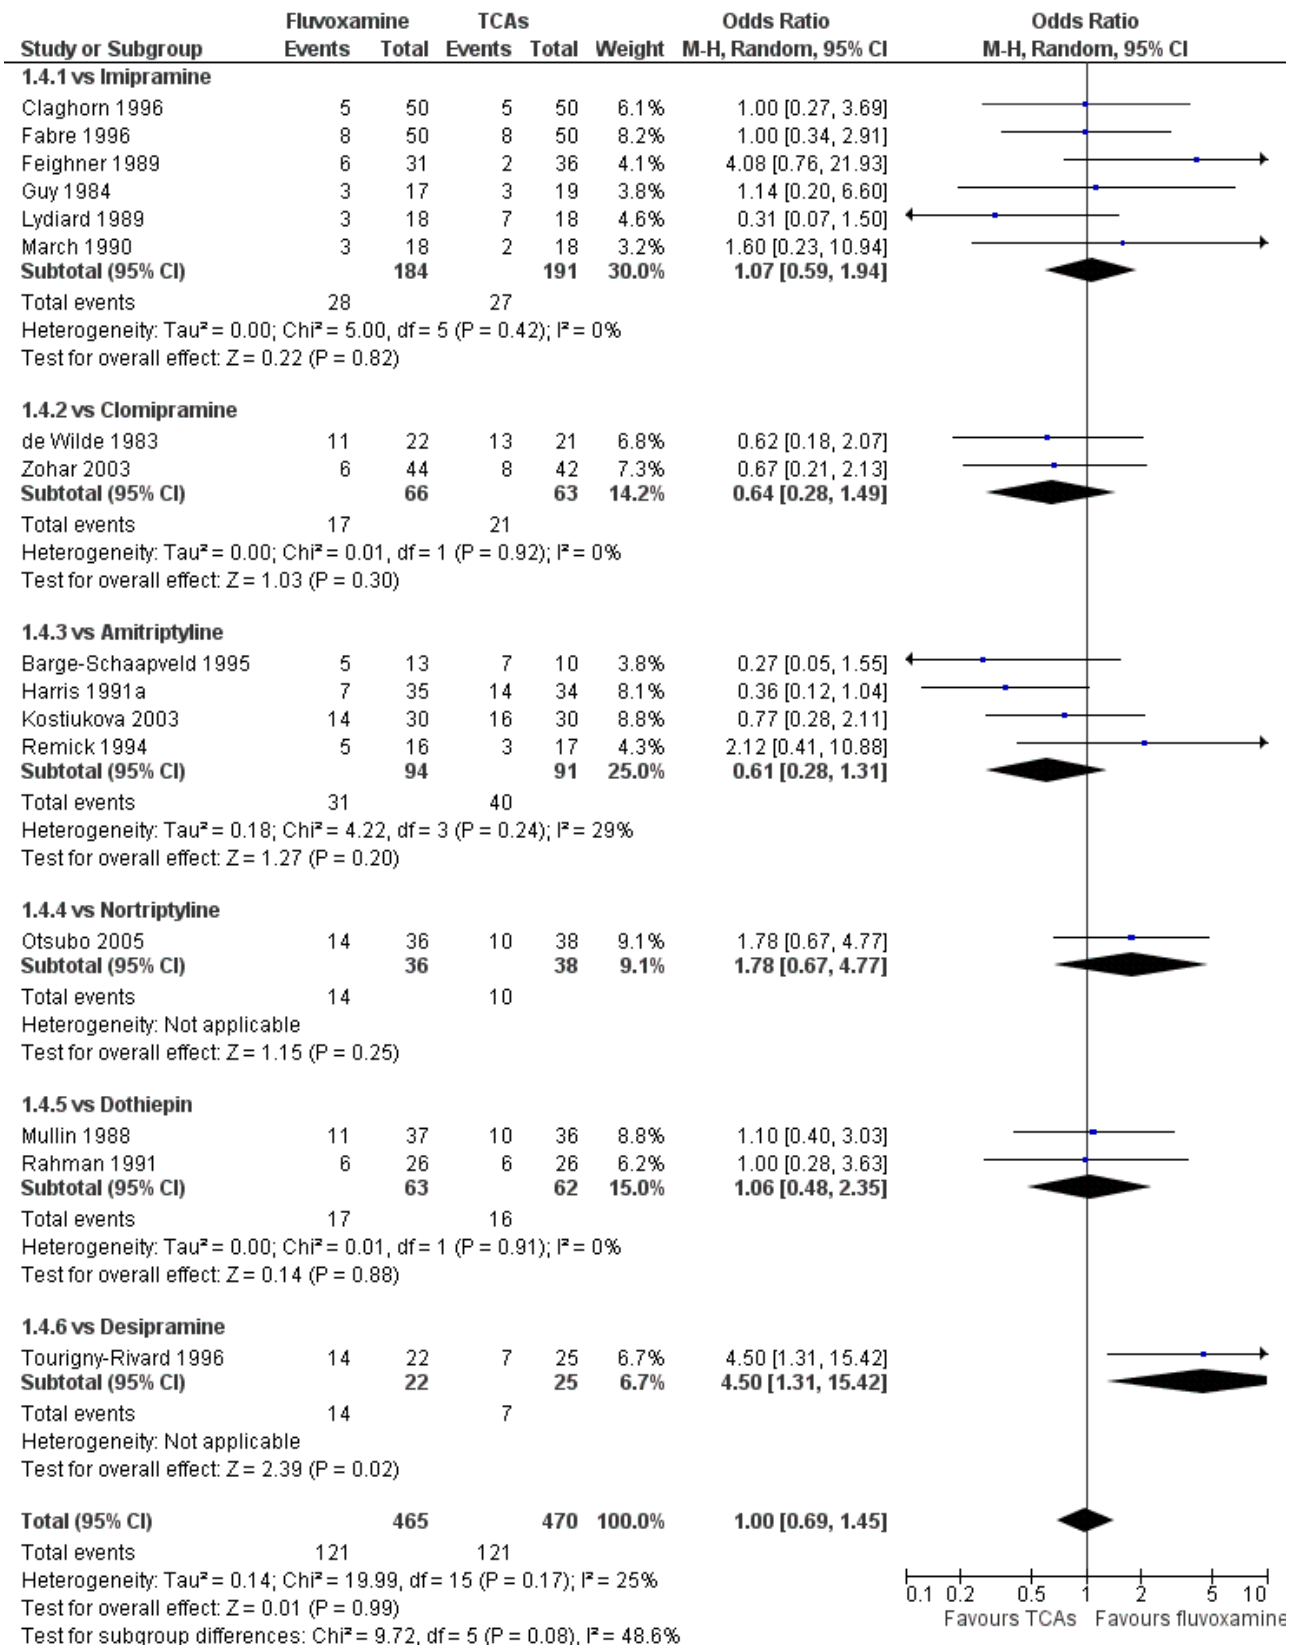 Fluvoxamine TCAs Odds Ratio Odds Ratio
Study or Subgroup Events Total Events Total Weight M-H, Random, 95% CI M-H, Random, 95% CI
1.4.1 vs Imipramine
Claghorn 1996 5 50 5 50 6.1% 1.00 [0.27, 3.69]
Fabre 1996 8 50 8 50 8.2% 1.00 [0.34, 2.91]
Feighner 1989 6 31 2 36 4.1% 4.08 [0.76, 21.93]
Guy 1984 3 17 3 19 3.8% 1.14 [0.20, 6.60]
Lydiard 1989 3 18 7 18 4.6% 0.31 [0.07, 1.50]
March 1990 3 18 2 18 3.2% 1.60 [0.23, 10.94]
Subtotal (95% CI) 184 191 30.0% 1.07 [0.59, 1.94]
Total events 28 27
Heterogeneity: Tau² = 0.00; Chi² = 5.00, df = 5 (P = 0.42); I² = 0%
Test for overall effect: Z = 0.22 (P = 0.82)
1.4.2 vs Clomipramine
de Wilde 1983 11 22 13 21 6.8% 0.62 [0.18, 2.07]
Zohar 2003 6 44 8 42 7.3% 0.67 [0.21, 2.13]
Subtotal (95% CI) 66 63 14.2% 0.64 [0.28, 1.49]
Total events 17 21
Heterogeneity: Tau² = 0.00; Chi² = 0.01, df = 1 (P = 0.92); I² = 0%
Test for overall effect: Z = 1.03 (P = 0.30)
1.4.3 vs Amitriptyline
Barge-Schaapveld 1995 5 13 7 10 3.8% 0.27 [0.05, 1.55]
Harris 1991a 7 35 14 34 8.1% 0.36 [0.12, 1.04]
Kostiukova 2003 14 30 16 30 8.8% 0.77 [0.28, 2.11]
Remick 1994 5 16 3 17 4.3% 2.12 [0.41, 10.88]
Subtotal (95% CI) 94 91 25.0% 0.61 [0.28, 1.31]
Total events 31 40
Heterogeneity: Tau² = 0.18; Chi² = 4.22, df = 3 (P = 0.24); I² = 29%
Test for overall effect: Z = 1.27 (P = 0.20)
1.4.4 vs Nortriptyline
Otsubo 2005 14 36 10 38 9.1% 1.78 [0.67, 4.77]
Subtotal (95% CI) 36 38 9.1% 1.78 [0.67, 4.77]
Total events 14 10
Heterogeneity: Not applicable
Test for overall effect: Z = 1.15 (P = 0.25)
1.4.5 vs Dothiepin
Mullin 1988 11 37 10 36 8.8% 1.10 [0.40, 3.03]
Rahman 1991 6 26 6 26 6.2% 1.00 [0.28, 3.63]
Subtotal (95% CI) 63 62 15.0% 1.06 [0.48, 2.35]
Total events 17 16
Heterogeneity: Tau² = 0.00; Chi² = 0.01, df = 1 (P = 0.91); I² = 0%
Test for overall effect: Z = 0.14 (P = 0.88)
1.4.6 vs Desipramine
Tourigny-Rivard 1996 14 22 7 25 6.7% 4.50 [1.31, 15.42]
Subtotal (95% CI) 22 25 6.7% 4.50 [1.31, 15.42]
Total events 14 7
Heterogeneity: Not applicable
Test for overall effect: Z = 2.39 (P = 0.02)
Total (95% CI) 465 470 100.0% 1.00 [0.69, 1.45]
Total events 121 121
Heterogeneity: Tau² = 0.14; Chi² = 19.99, df = 15 (P = 0.17); I² = 25%
Test for overall effect: Z = 0.01 (P = 0.99)
Test for subgroup differences: Chi² = 9.72, df = 5 (P = 0.08), I² = 48.6%
0.1 0.2 0.5 1 2 5 10
Favours TCAs Favours fluvoxamine